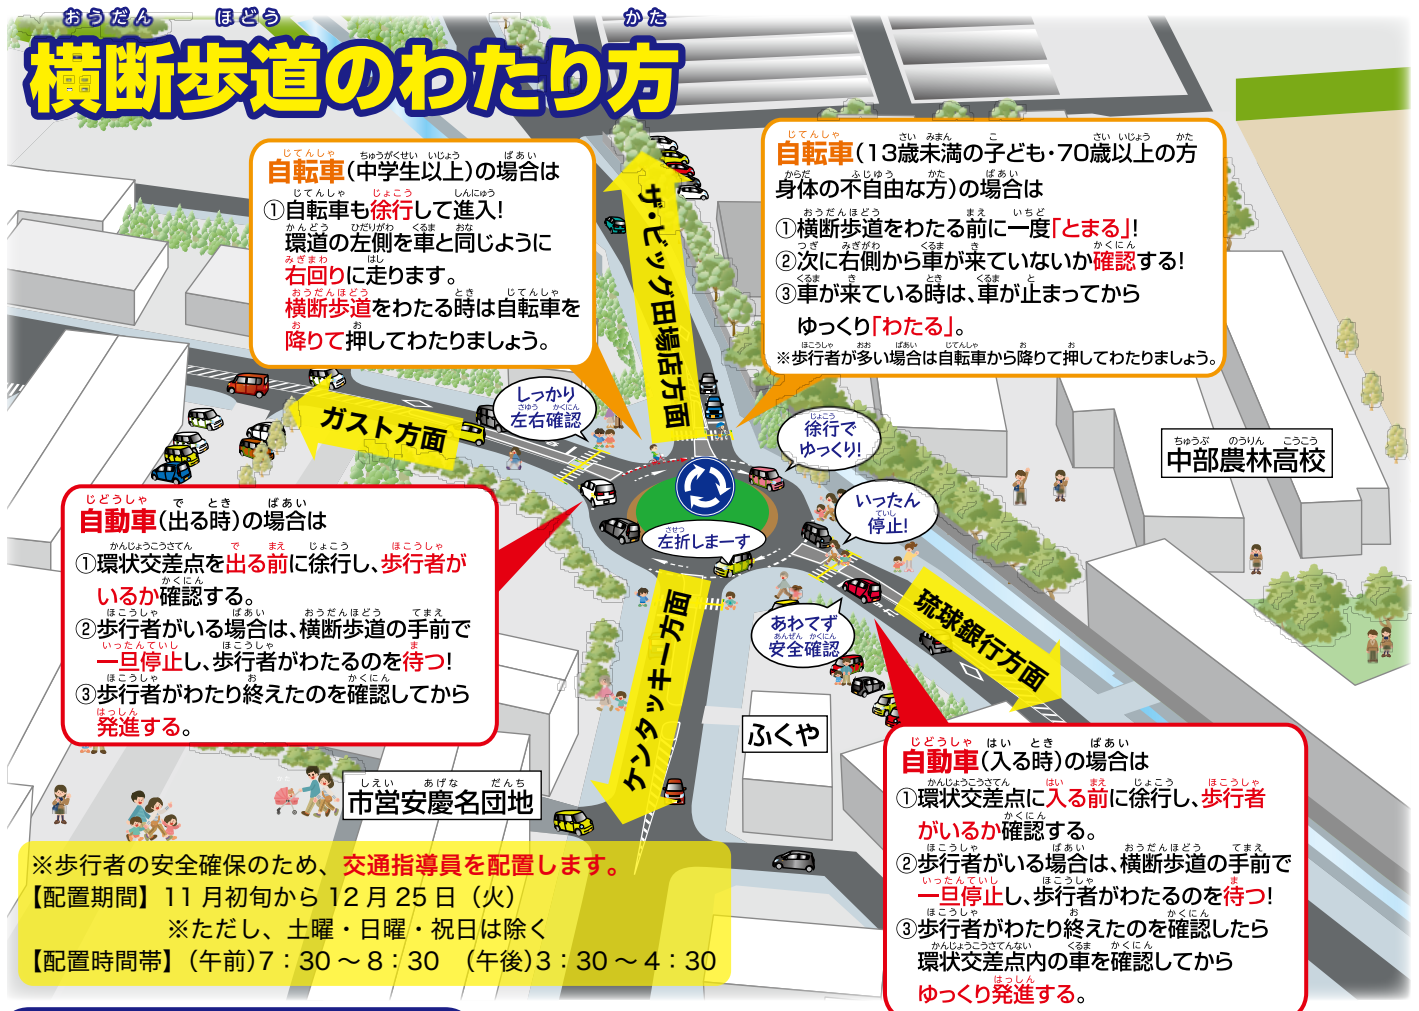 横断歩道のわたり方
自転車(中学生以上)の場合は
①自転車も徐行して進入!
環道の左側を車と同じように
右回りに走ります。
横断歩道をわたる時は自転車を
降りて押してわたりましょう。
自転車(13歳未満の子ども・70歳以上の方
身体の不自由な方)の場合は
①横断歩道をわたる前に一度「とまる」!
②次に右側から車が来ていないか確認する!
③車が来ている時は、車が止まってから
ゆっくり「わたる」。
※歩行者が多い場合は自転車から降りて押してわたりましょう。
ザ・ビッグ田場店方面
ガスト方面
しっかり
左右確認
徐行で
ゆっくり!
いったん
停止!
左折しまーす
あわてず
安全確認
中部農林高校
琉球銀行方面
ケンタッキー方面
ふくや
市営安慶名団地
自動車(出る時)の場合は
①環状交差点を出る前に徐行し、歩行者が
いるか確認する。
②歩行者がいる場合は、横断歩道の手前で
一旦停止し、歩行者がわたるのを待つ!
③歩行者がわたり終えたのを確認してから
発進する。
自動車(入る時)の場合は
①環状交差点に入る前に徐行し、歩行者
がいるか確認する。
②歩行者がいる場合は、横断歩道の手前で
一旦停止し、歩行者がわたるのを待つ!
③歩行者がわたり終えたのを確認したら
環状交差点内の車を確認してから
ゆっくり発進する。
※歩行者の安全確保のため、交通指導員を配置します。
【配置期間】11月初旬から12月25日(火)
※ただし、土曜・日曜・祝日は除く
【配置時間帯】(午前)7:30～8:30 (午後)3:30～4:30